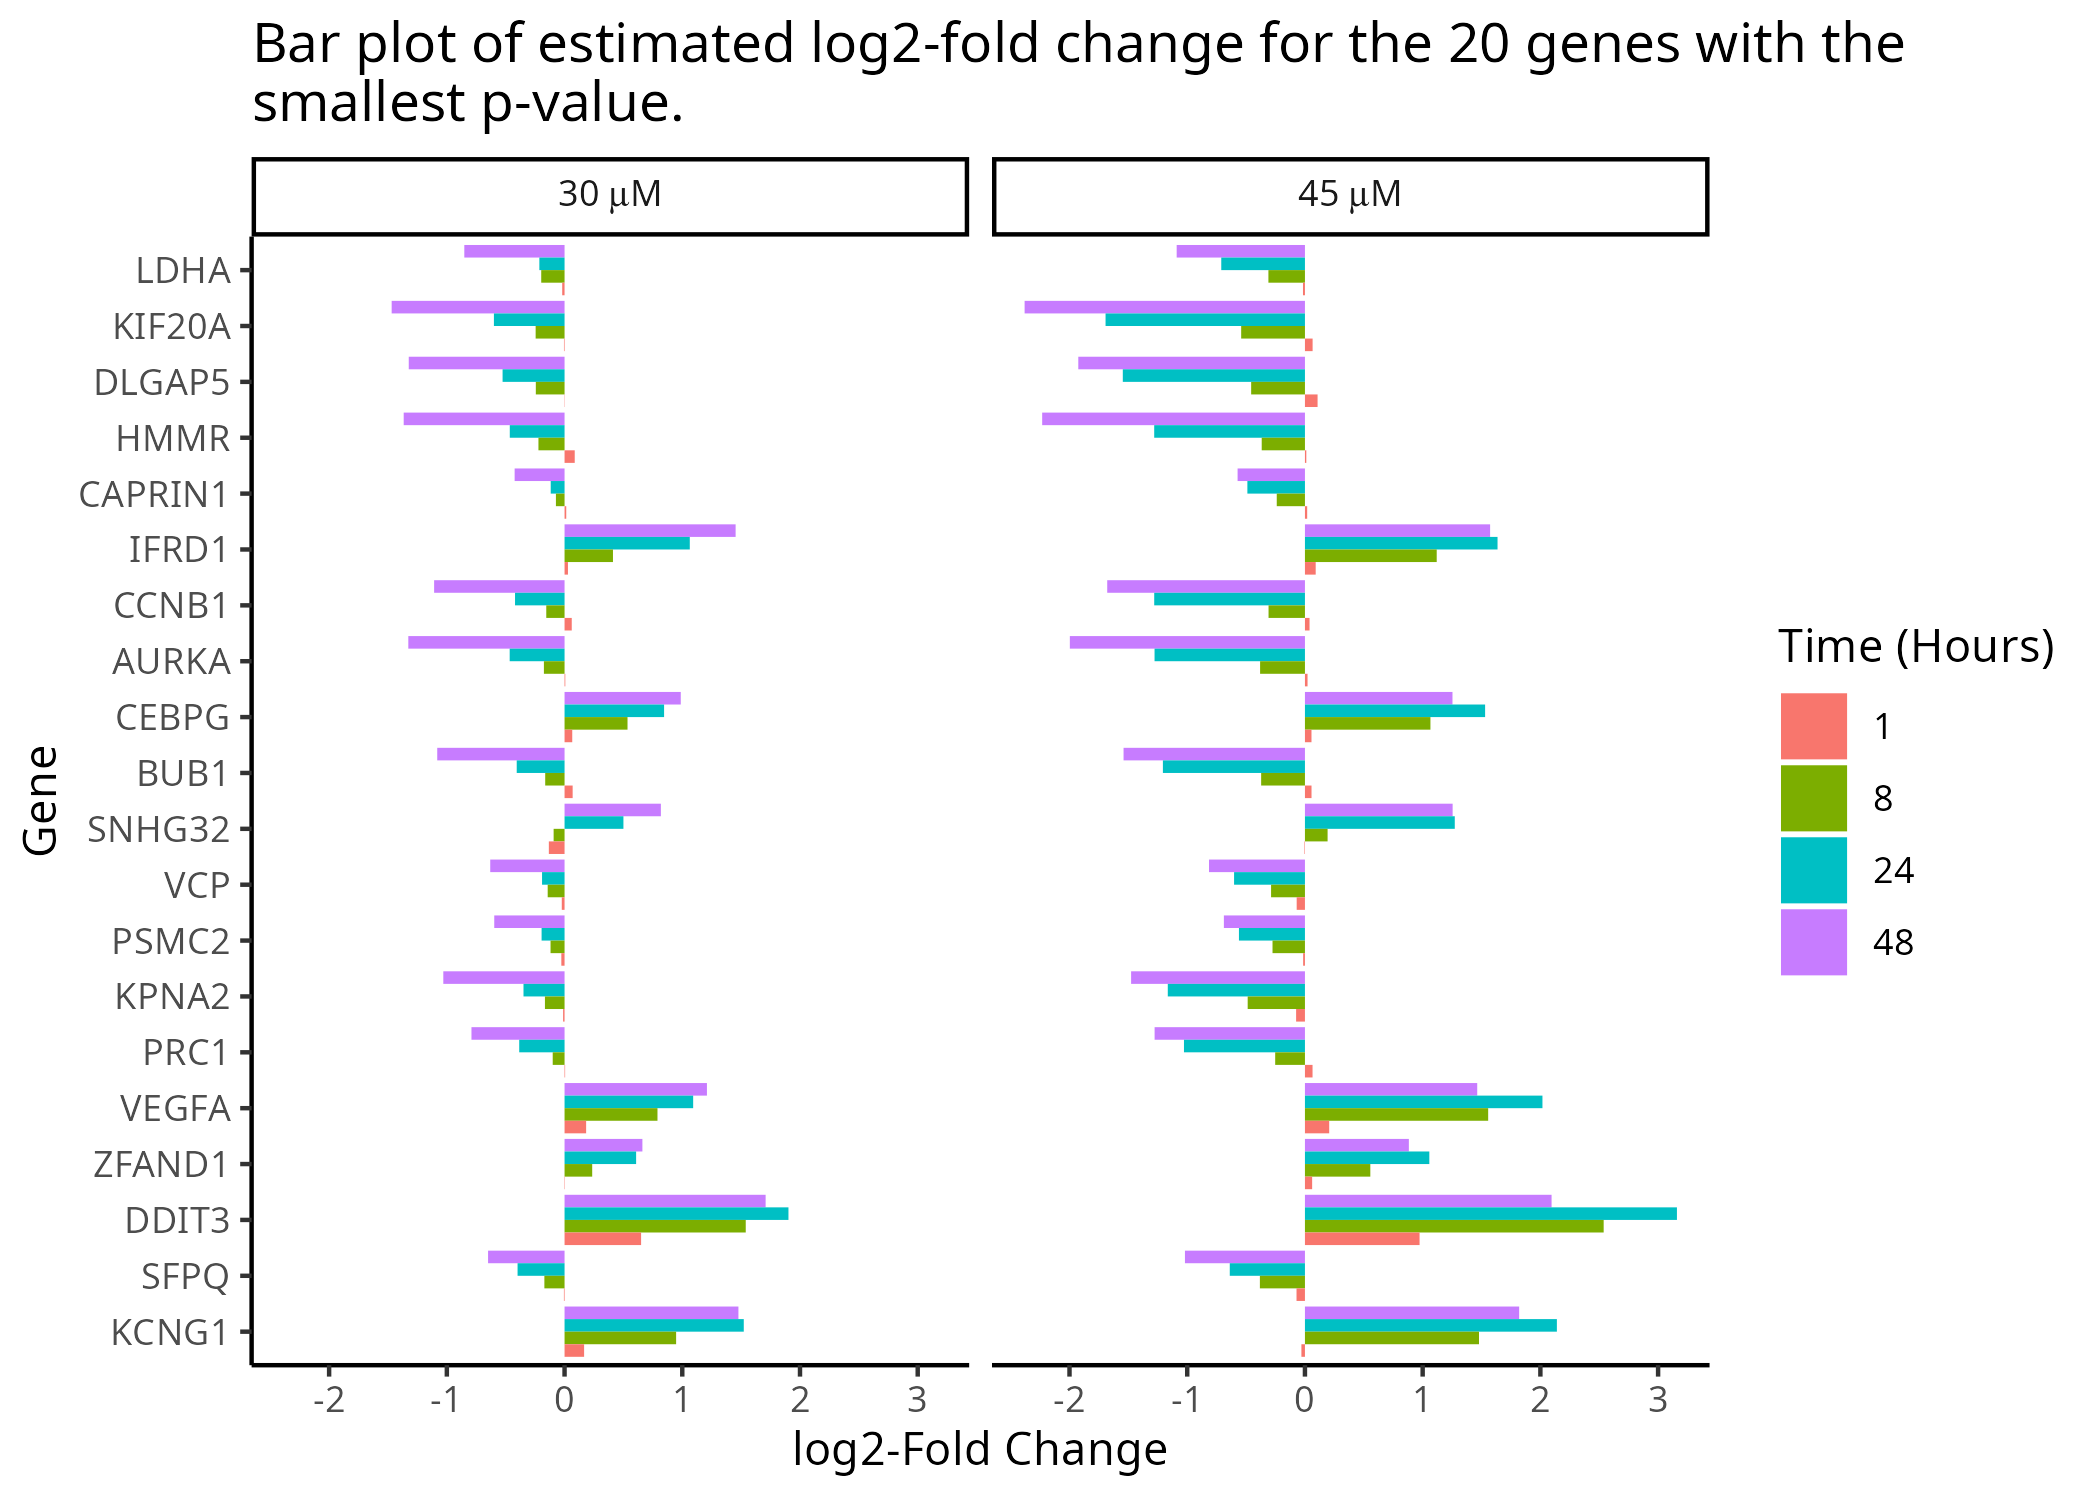 Bar plot of estimated log2-fold change for the 20 genes with the
smallest p-value.
30 μM
45 μM
LDHA
KIF20A
DLGAP5
HMMR
CAPRIN1
IFRD1
CCNB1
AURKA
CEBPG
BUB1
SNHG32
VCP
PSMC2
KPNA2
PRC1
VEGFA
ZFAND1
DDIT3
SFPQ
KCNG1
Gene
-2 -1 0 1 2 3
-2 -1 0 1 2 3
log2-Fold Change
Time (Hours)
1
8
24
48